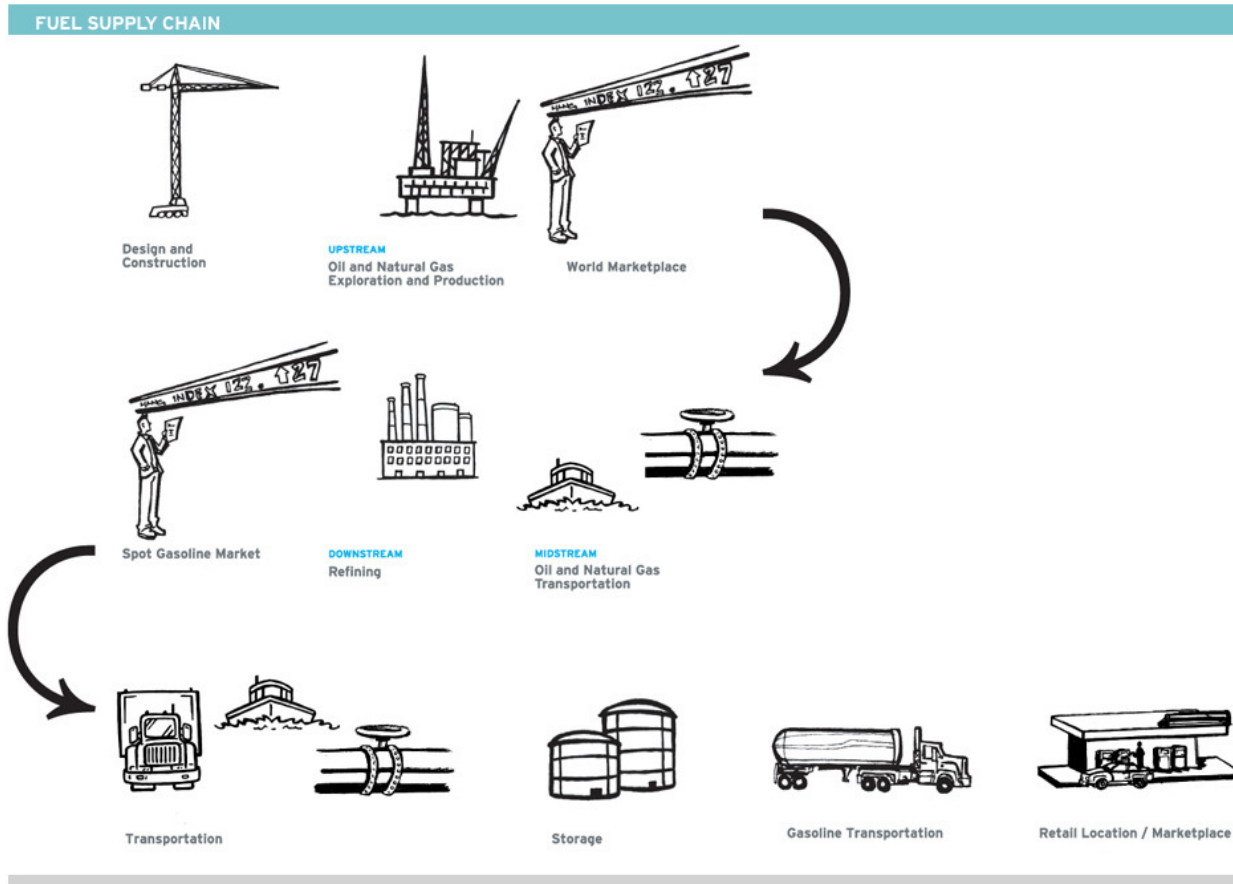 FUEL SUPPLY CHAIN
INDEX 122. ↑27
Design and
Construction
UPSTREAM
Oil and Natural Gas
Exploration and Production
World Marketplace
INDEX 122. ↑27
Spot Gasoline Market
DOWNSTREAM
Refining
MIDSTREAM
Oil and Natural Gas
Transportation
Transportation
Storage
Gasoline Transportation
Retail Location / Marketplace